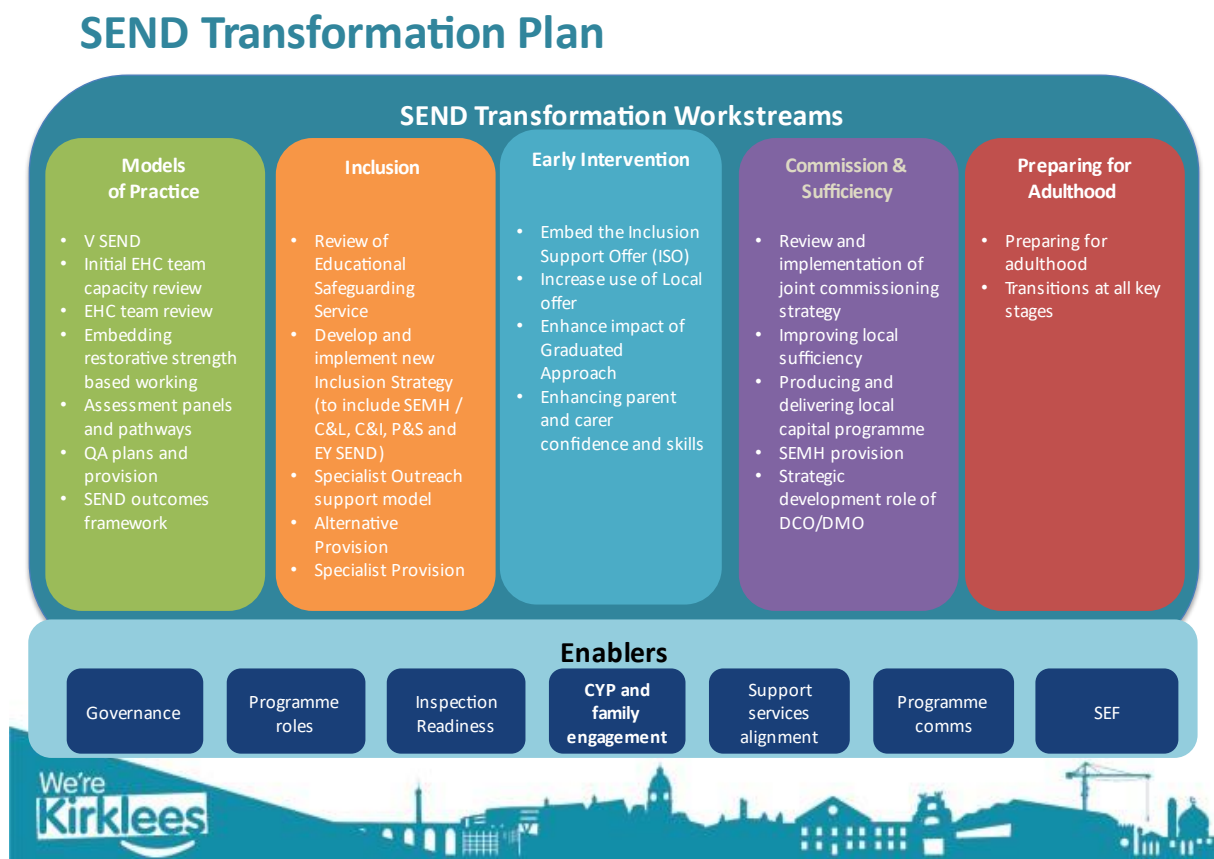 SEND Transformation Plan
SEND Transformation Workstreams
Models
of Practice
• V SEND
• Initial EHC team
capacity review
• EHC team review
• Embedding
restorative strength
based working
• Assessment panels
and pathways
• QA plans and
provision
• SEND outcomes
framework
Inclusion
• Review of
Educational
Safeguarding
Service
• Develop and
implement new
Inclusion Strategy
(to include SEMH /
C&L, C&I, P&S and
EY SEND)
• Specialist Outreach
support model
• Alternative
Provision
• Specialist Provision
Early Intervention
• Embed the Inclusion
Support Offer (ISO)
• Increase use of Local
offer
• Enhance impact of
Graduated
Approach
• Enhancing parent
and carer
confidence and skills
Commission &
Sufficiency
• Review and
implementation of
joint commissioning
strategy
• Improving local
sufficiency
• Producing and
delivering local
capital programme
• SEMH provision
• Strategic
development role of
DCO/DMO
Preparing for
Adulthood
• Preparing for
adulthood
• Transitions at all key
stages
Enablers
Governance
Programme
roles
Inspection
Readiness
CYP and
family
engagement
Support
services
alignment
Programme
comms
SEF
We're
Kirklees